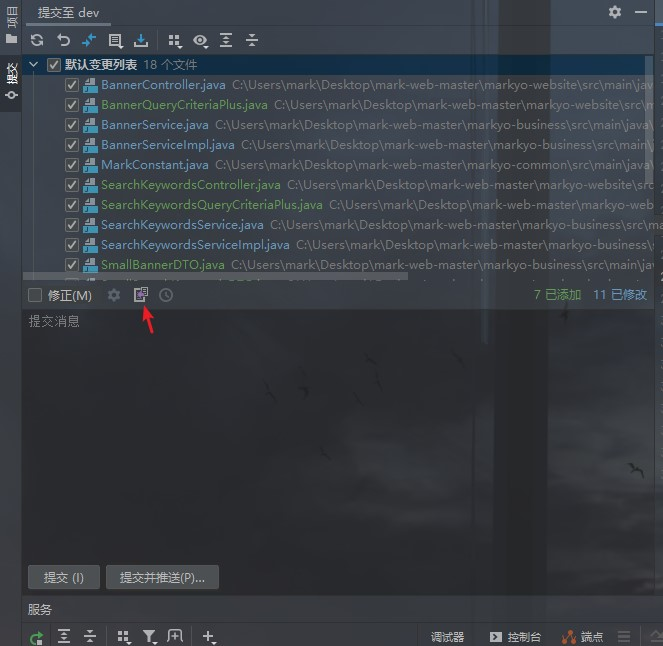 项目
提交
提交至 dev
默认变更列表 18 个文件
BannerController.java C:\Users\mark\Desktop\mark-web-master\markyo-website\src\main\java\
BannerQueryCriteriaPlus.java C:\Users\mark\Desktop\mark-web-master\markyo-website\src\m
BannerService.java C:\Users\mark\Desktop\mark-web-master\markyo-business\src\main\java\
BannerServiceImpl.java C:\Users\mark\Desktop\mark-web-master\markyo-business\src\main\j
MarkConstant.java C:\Users\mark\Desktop\mark-web-master\markyo-common\src\main\java\
SearchKeywordsController.java C:\Users\mark\Desktop\mark-web-master\markyo-website\src
SearchKeywordsQueryCriteriaPlus.java C:\Users\mark\Desktop\mark-web-master\markyo-web
SearchKeywordsService.java C:\Users\mark\Desktop\mark-web-master\markyo-business\src\m
SearchKeywordsServiceImpl.java C:\Users\mark\Desktop\mark-web-master\markyo-business\
SmallBannerDTO.java C:\Users\mark\Desktop\mark-web-master\markyo-business\src\main\jav
修正(M) 7 已添加 11 已修改
提交消息
提交 (I) 提交并推送(P)...
服务
调试器 控制台 端点